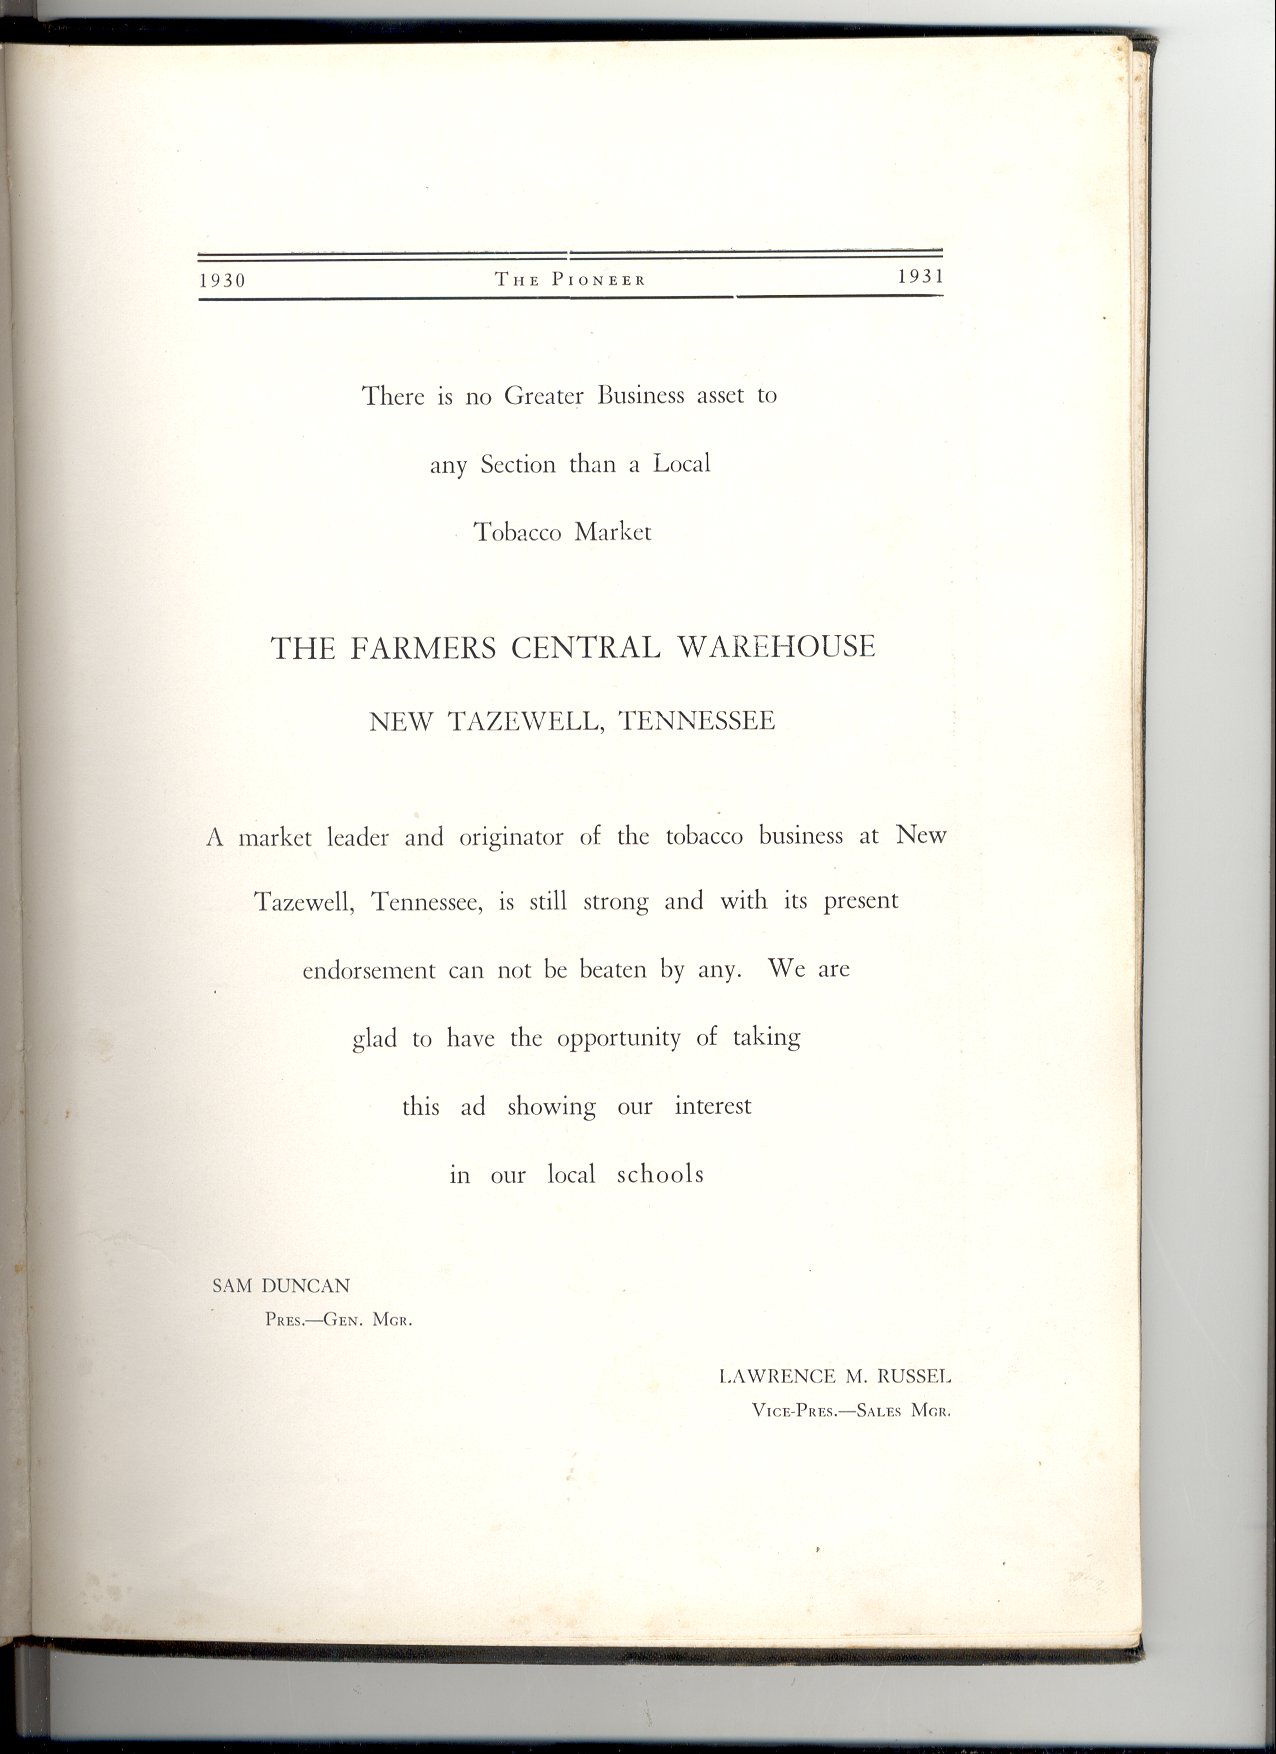 1930 The Pioneer 1931
There is no Greater Business asset to
any Section than a Local
Tobacco Market
THE FARMERS CENTRAL WAREHOUSE
NEW TAZEWELL, TENNESSEE
A market leader and originator of the tobacco business at New
Tazewell, Tennessee, is still strong and with its present
endorsement can not be beaten by any. We are
glad to have the opportunity of taking
this ad showing our interest
in our local schools
SAM DUNCAN
Pres.—Gen. Mgr.
LAWRENCE M. RUSSEL
Vice-Pres.—Sales Mgr.